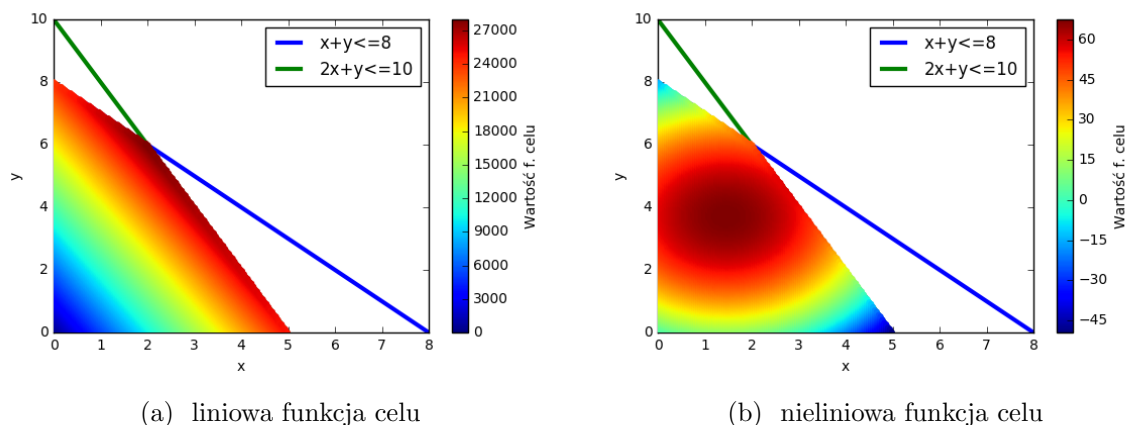 10
8
6
4
2
0
y
0 1 2 3 4 5 6 7 8
x
x+y<=8
2x+y<=10
27000
24000
21000
18000
15000
12000
9000
6000
3000
0
Wartość f. celu
(a) liniowa funkcja celu
10
8
6
4
2
0
y
0 1 2 3 4 5 6 7 8
x
x+y<=8
2x+y<=10
60
45
30
15
0
−15
−30
−45
Wartość f. celu
(b) nieliniowa funkcja celu